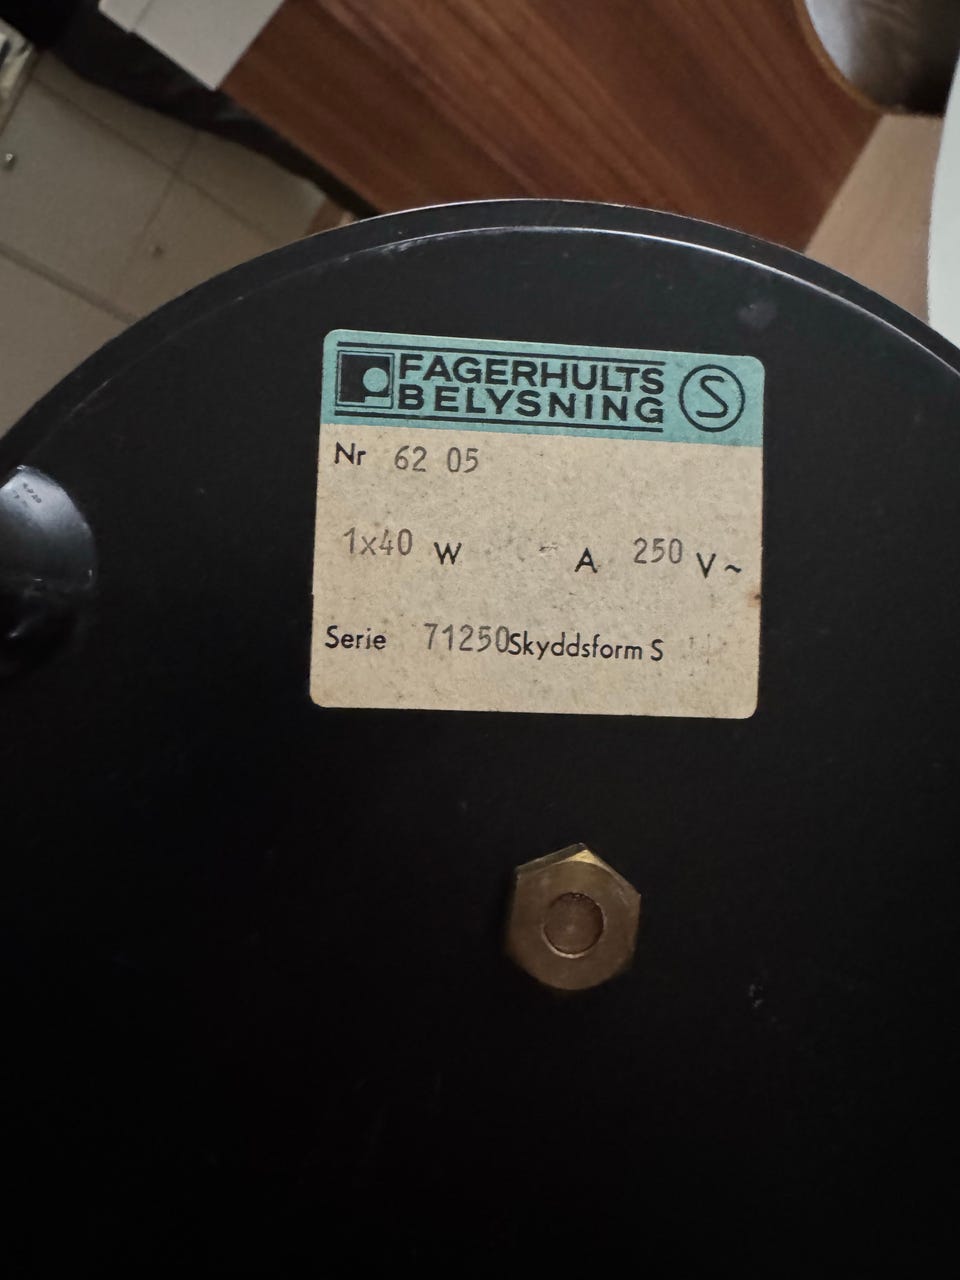 FAGERHULTS
BELYSNING
S
Nr 62 05
1x40 W A 250 V~
Serie 71250 Skyddsform S